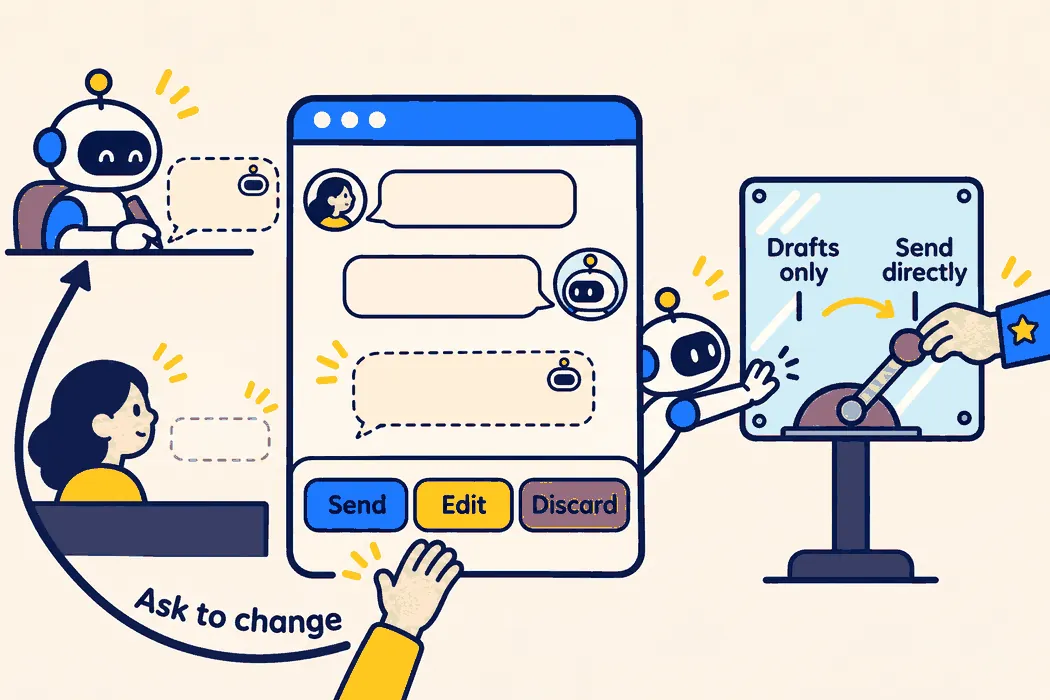 Drafts
only
Send
directly
Send
Edit
Discard
Ask to change